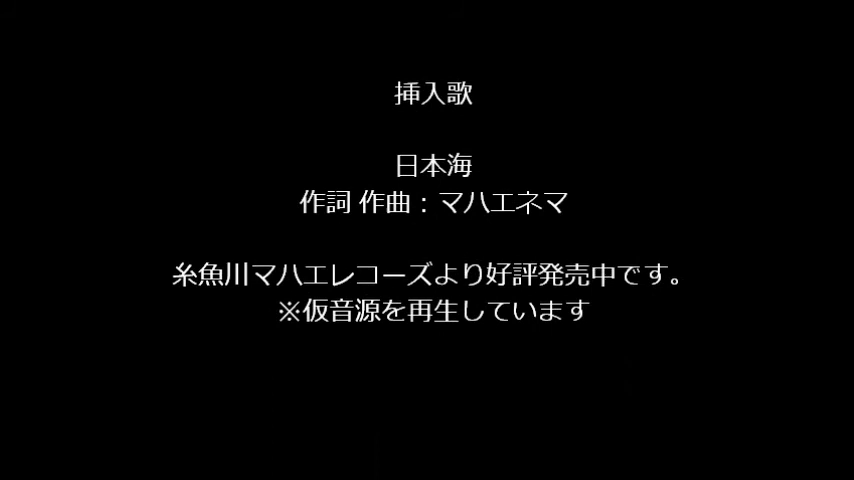 挿入歌
日本海
作詞 作曲：マハエネマ
糸魚川マハエレコーズより好評発売中です。
※仮音源を再生しています